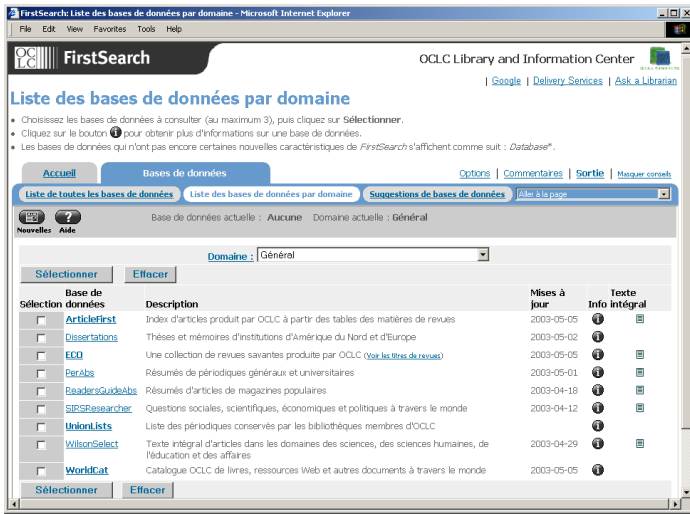 FirstSearch: Liste des bases de données par domaine - Microsoft Internet Explorer
File Edit View Favorites Tools Help
OCLC FirstSearch
OCLC Library and Information Center
Google | Delivery Services | Ask a Librarian
Liste des bases de données par domaine
• Choisissez les bases de données à consulter (au maximum 3), puis cliquer sur Sélectionner.
• Cliquez sur le bouton i pour obtenir plus d'informations sur une base de données.
• Les bases de données qui n'ont pas encore certaines nouvelles caractéristiques de FirstSearch s'affichent comme suit : Database*.
Accueil Bases de données Options | Commentaires | Sortie | Masquer conseils
Liste de toutes les bases de données Liste des bases de données par domaine Suggestions de bases de données Aller à la page
Nouvelles Aide Base de données actuelle : Aucune Domaine actuelle : Général
Domaine : Général
Sélectionner Effacer
Sélection Base de données Description Mises à jour Info Texte intégral
ArticleFirst Index d'articles produit par OCLC à partir des tables des matières de revues 2003-05-05
Dissertations Thèses et mémoires d'institutions d'Amérique du Nord et d'Europe 2003-05-02
ECO Une collection de revues savantes produite par OCLC (Voir les titres de revues) 2003-05-05
PerAbs Résumés de périodiques généraux et universitaires 2003-05-01
ReadersGuideAbs Résumés d'articles de magazines populaires 2003-04-18
SIRSResearcher Questions sociales, scientifiques, économiques et politiques à travers le monde 2003-04-12
UnionLists Liste des périodiques conservés par les bibliothèques membres d'OCLC
WilsonSelect Texte intégral d'articles dans les domaines des sciences, des sciences humaines, de 2003-04-29
l'éducation et des affaires
WorldCat Catalogue OCLC de livres, ressources Web et autres documents à travers le monde 2003-05-05
Sélectionner Effacer